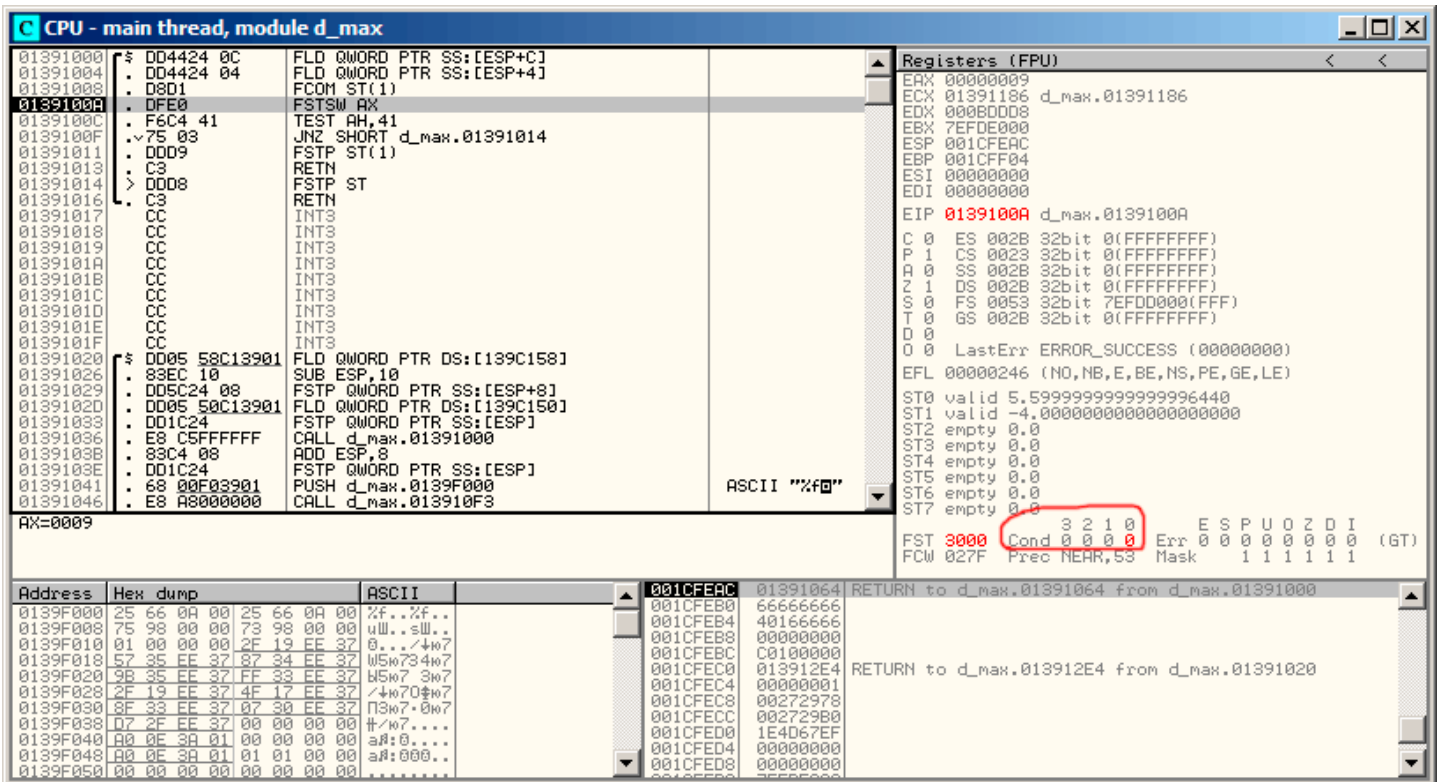 C CPU - main thread, module d_max
01391000 $ DD4424 0C FLD QWORD PTR SS:[ESP+C]
01391004 . DD4424 04 FLD QWORD PTR SS:[ESP+4]
01391008 . D8D1 FCOM ST(1)
0139100A . DFE0 FSTSW AX
0139100C . F6C4 41 TEST AH,41
0139100F . 75 03 JNZ SHORT d_max.01391014
01391011 . DDD9 FSTP ST(1)
01391013 . C3 RETN
01391014 > DDD8 FSTP ST
01391016 . C3 RETN
01391017 CC INT3
01391018 CC INT3
01391019 CC INT3
0139101A CC INT3
0139101B CC INT3
0139101C CC INT3
0139101D CC INT3
0139101E CC INT3
0139101F CC INT3
01391020 $ DD05 58C13901 FLD QWORD PTR DS:[139C158]
01391026 . 83EC 10 SUB ESP,10
01391029 . DD5C24 08 FSTP QWORD PTR SS:[ESP+8]
0139102D . DD05 50C13901 FLD QWORD PTR DS:[139C150]
01391033 . DD1C24 FSTP QWORD PTR SS:[ESP]
01391036 . E8 C5FFFFFF CALL d_max.01391000
0139103B . 83C4 08 ADD ESP,8
0139103E . DD1C24 FSTP QWORD PTR SS:[ESP]
01391041 . 68 00F03901 PUSH d_max.0139F000 ASCII "%f◙"
01391046 . E8 A8000000 CALL d_max.013910F3
AX=0009
Registers (FPU) < <
EAX 00000009
ECX 01391186 d_max.01391186
EDX 000BDDD8
EBX 7EFDE000
ESP 001CFEAC
EBP 001CFF04
ESI 00000000
EDI 00000000
EIP 0139100A d_max.0139100A
C 0 ES 002B 32bit 0(FFFFFFFF)
P 1 CS 0023 32bit 0(FFFFFFFF)
A 0 SS 002B 32bit 0(FFFFFFFF)
Z 1 DS 002B 32bit 0(FFFFFFFF)
S 0 FS 0053 32bit 7EFDD000(FFF)
T 0 GS 002B 32bit 0(FFFFFFFF)
D 0
O 0 LastErr ERROR_SUCCESS (00000000)
EFL 00000246 (NO,NB,E,BE,NS,PE,GE,LE)
ST0 valid 5.5999999999999996440
ST1 valid -4.0000000000000000000
ST2 empty 0.0
ST3 empty 0.0
ST4 empty 0.0
ST5 empty 0.0
ST6 empty 0.0
ST7 empty 0.0
3 2 1 0 E S P U O Z D I
FST 3000 Cond 0 0 0 0 Err 0 0 0 0 0 0 0 0 (GT)
FCW 027F Prec NEAR,53 Mask 1 1 1 1 1 1
Address Hex dump ASCII
0139F000 25 66 0A 00 25 66 0A 00 %f..%f..
0139F008 75 98 00 00 73 98 00 00 uШ..sШ..
0139F010 01 00 00 00 2F 19 EE 37
0139F018 57 35 EE 37 87 34 EE 37 W5ю7З4ю7
0139F020 9B 35 EE 37 FF 33 EE 37
0139F028 2F 19 EE 37 4F 17 EE 37
0139F030 8F 33 EE 37 07 30 EE 37 П3ю7•0ю7
0139F038 D7 2F EE 37 00 00 00 00 ╫/ю7....
0139F040 A0 0E 3A 01 00 00 00 00
0139F048 A0 0E 3A 01 01 01 00 00
0139F050 00 00 00 00 00 00 00 00 ........
001CFEAC 01391064 RETURN to d_max.01391064 from d_max.01391000
001CFEB0 66666666
001CFEB4 40166666
001CFEB8 00000000
001CFEBC C0100000
001CFEC0 013912E4 RETURN to d_max.013912E4 from d_max.01391020
001CFEC4 00000001
001CFEC8 00272978
001CFECC 002729B0
001CFED0 1E4D67EF
001CFED4 00000000
001CFED8 00000000